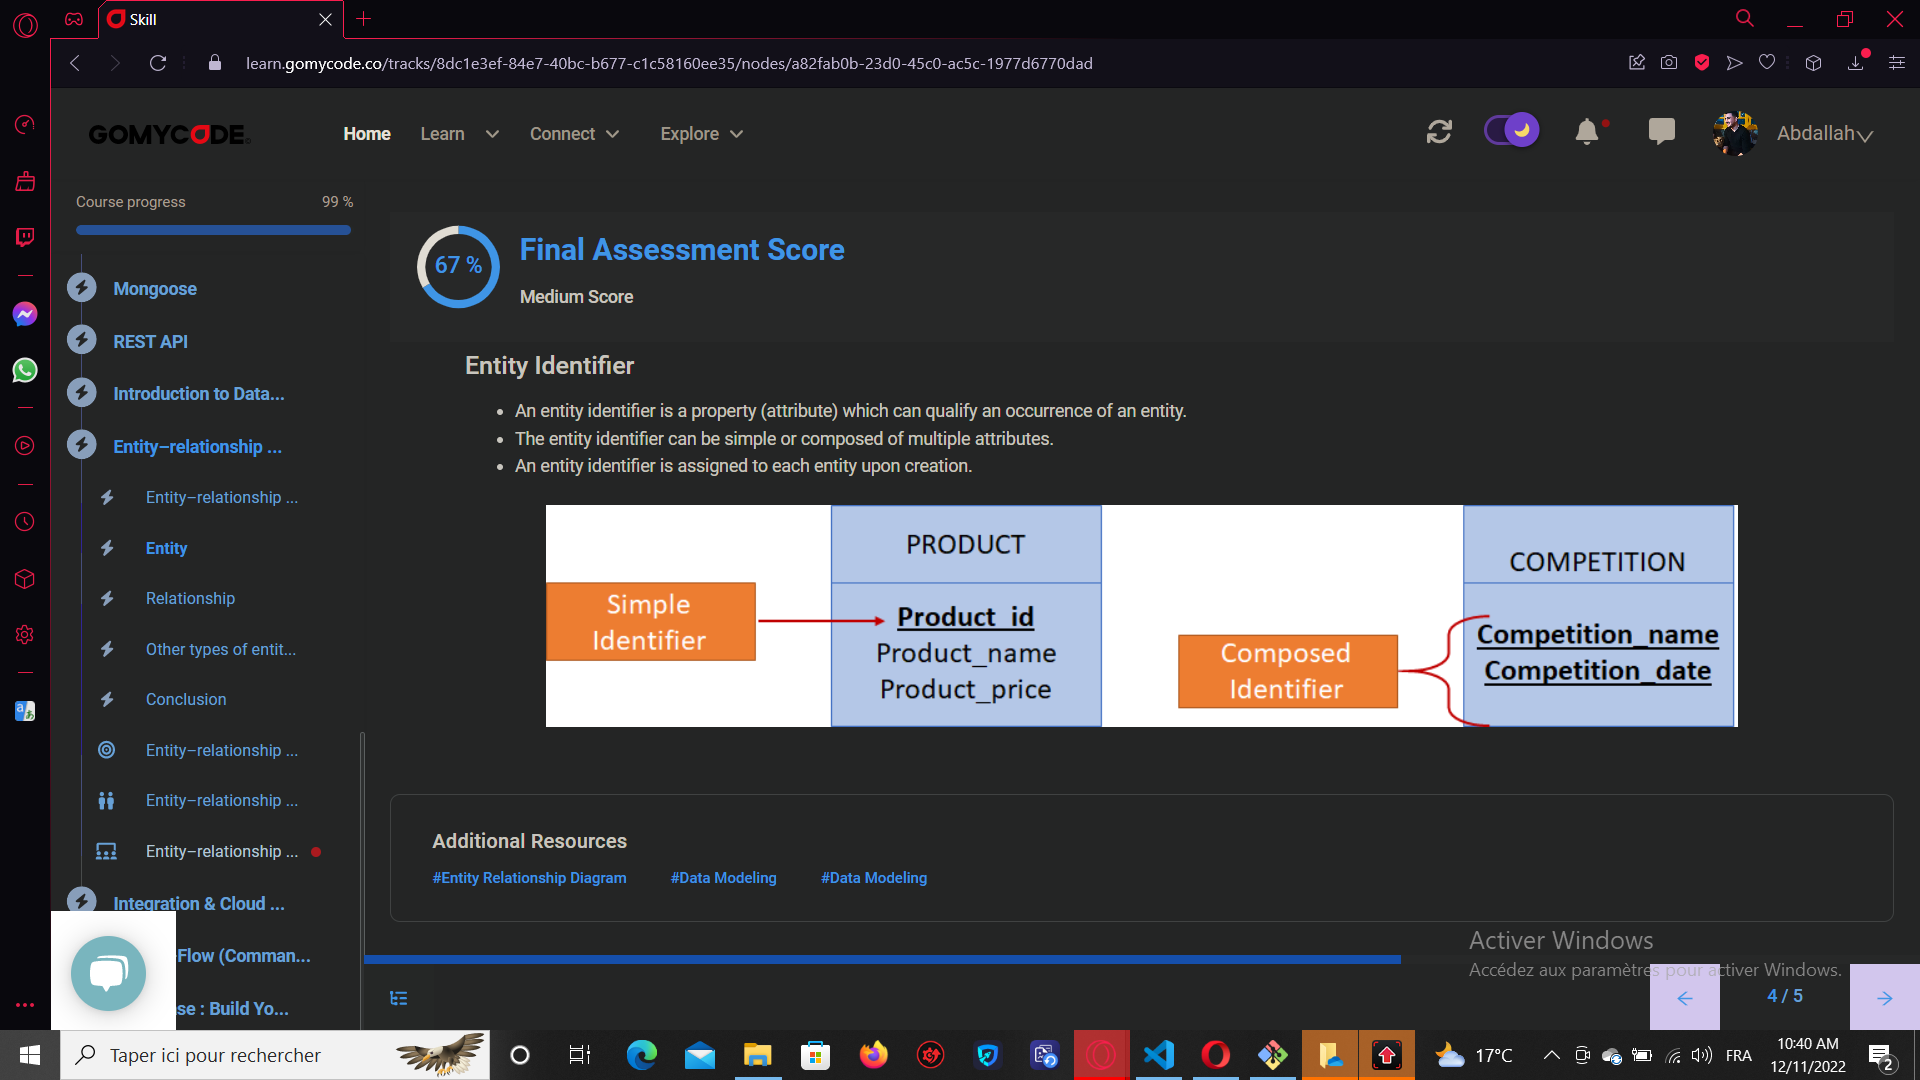 Skill
learn.gomycode.co/tracks/8dc1e3ef-84e7-40bc-b677-c1c58160ee35/nodes/a82fab0b-23d0-45c0-ac5c-1977d6770dad
GOMYCODE
Home
Learn
Connect
Explore
Abdallah
Course progress
99 %
Mongoose
REST API
Introduction to Data...
Entity–relationship ...
Entity–relationship ...
Entity
Relationship
Other types of entit...
Conclusion
Entity–relationship ...
Entity–relationship ...
Entity–relationship ...
Integration & Cloud ...
Flow (Comman...
se : Build Yo...
67 %
Final Assessment Score
Medium Score
Entity Identifier
An entity identifier is a property (attribute) which can qualify an occurrence of an entity.
The entity identifier can be simple or composed of multiple attributes.
An entity identifier is assigned to each entity upon creation.
Simple
Identifier
PRODUCT
Product_id
Product_name
Product_price
Composed
Identifier
COMPETITION
Competition_name
Competition_date
Additional Resources
#Entity Relationship Diagram
#Data Modeling
#Data Modeling
Activer Windows
Accédez aux paramètres pour activer Windows.
4 / 5
Taper ici pour rechercher
17°C
FRA
10:40 AM
12/11/2022
2